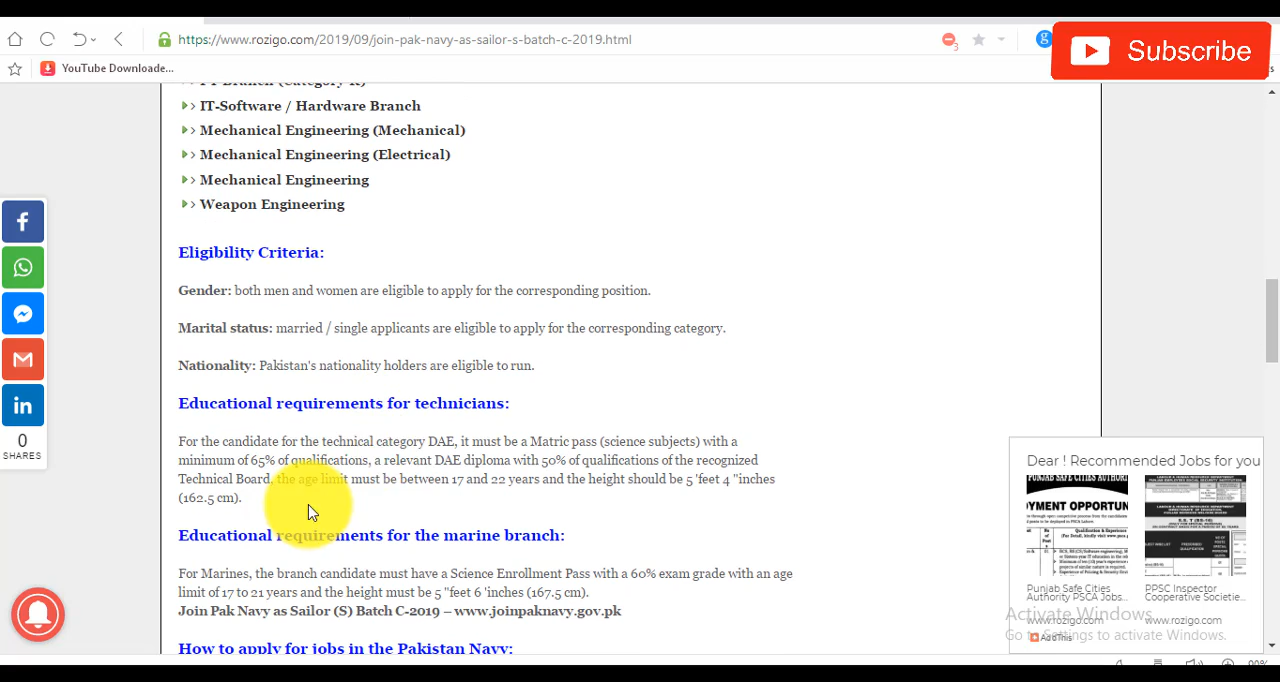 https://www.rozigo.com/2019/09/join-pak-navy-as-sailor-s-batch-c-2019.html
3
g
Subscribe
YouTube Downloade...
IT-Software / Hardware Branch
Mechanical Engineering (Mechanical)
Mechanical Engineering (Electrical)
Mechanical Engineering
Weapon Engineering
Eligibility Criteria:
Gender: both men and women are eligible to apply for the corresponding position.
Marital status: married / single applicants are eligible to apply for the corresponding category.
Nationality: Pakistan's nationality holders are eligible to run.
Educational requirements for technicians:
For the candidate for the technical category DAE, it must be a Matric pass (science subjects) with a
minimum of 65% of qualifications, a relevant DAE diploma with 50% of qualifications of the recognized
Technical Board, the age limit must be between 17 and 22 years and the height should be 5 'feet 4 "inches
(162.5 cm).
Educational requirements for the marine branch:
For Marines, the branch candidate must have a Science Enrollment Pass with a 60% exam grade with an age
limit of 17 to 21 years and the height must be 5 "feet 6 'inches (167.5 cm).
Join Pak Navy as Sailor (S) Batch C-2019 – www.joinpaknavy.gov.pk
How to apply for jobs in the Pakistan Navy:
0
SHARES
Dear ! Recommended Jobs for you
Punjab Safe Cities
Authority PSCA Jobs...
www.rozigo.com
PPSC Inspector
Cooperative Societie...
www.rozigo.com
AddThis
Activate Windows
Go to Settings to activate Windows.